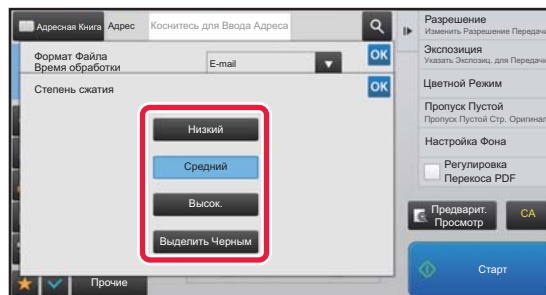 Адресная Книга
Адрес
Коснитесь для Ввода Адреса
Формат Файла
Время обработки
E-mail
OK
Степень сжатия
OK
Низкий
Средний
Высок.
Выделить Черным
Прочие
Разрешение
Изменить Разрешение Передачи
Экспозиция
Указать Экспозиц. для Передачи
Цветной Режим
Пропуск Пустой
Пропуск Пустой Стр. Оригинал
Настройка Фона
Регулировка
Перекоса PDF
Предварит.
Просмотр
CA
Старт